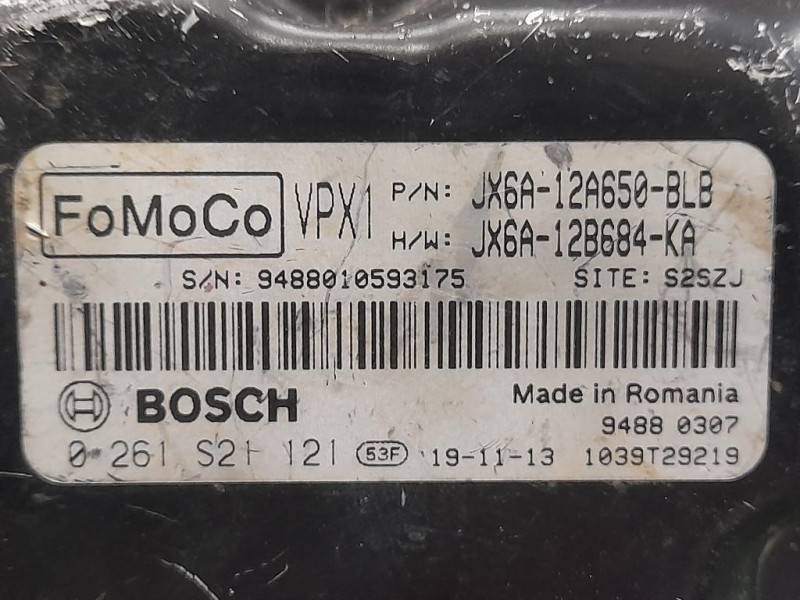 FoMoCo VPX1 P/N: JX6A-12A650-BLB
H/W: JX6A-12B684-KA
S/N: 9488010593175 SITE: S2SZJ
BOSCH Made in Romania
9488 0307
0 261 S21 121 53F 19-11-13 1039T29219